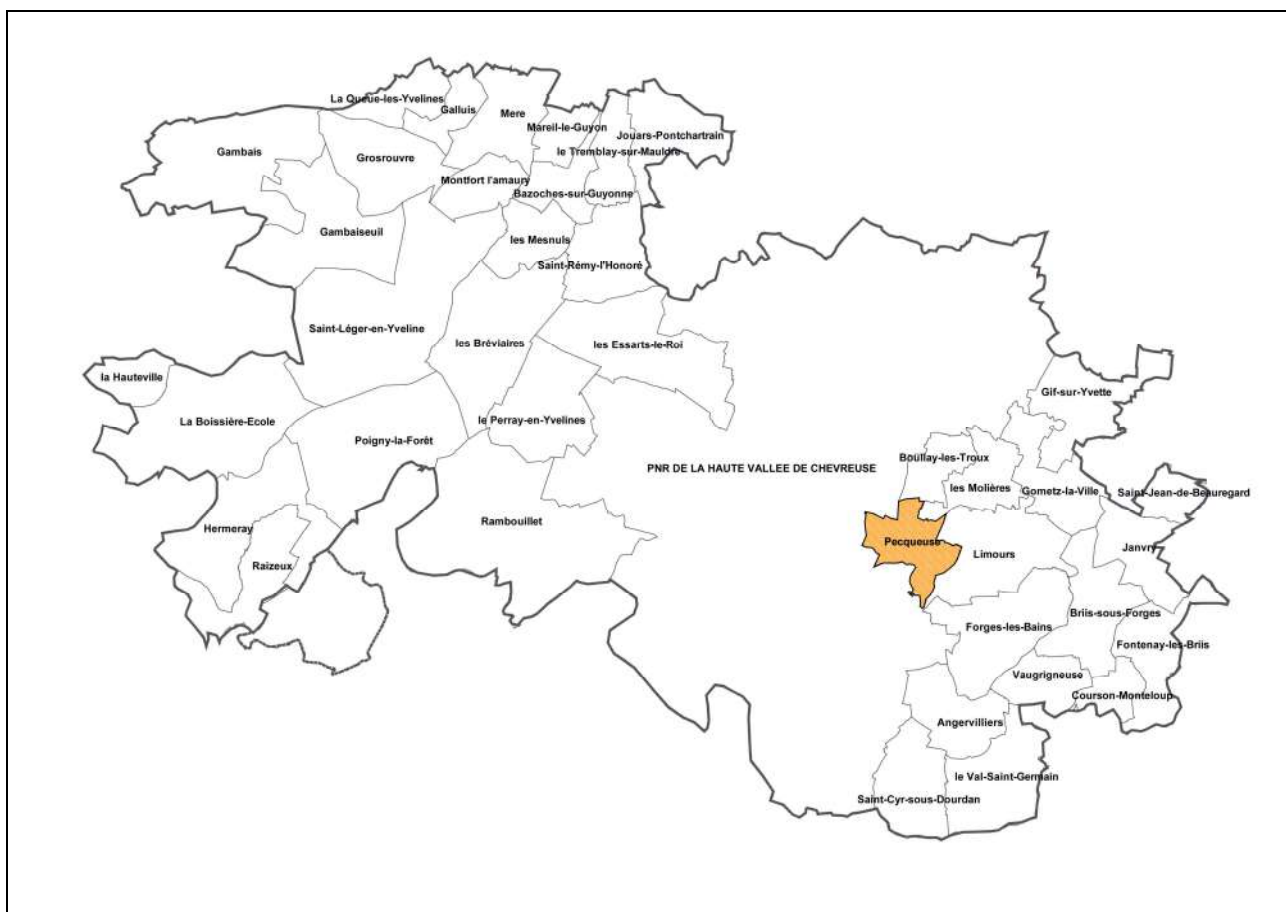 La Queue-les-Yvelines
Galluis
Mere
Mareil-le-Guyon
Jouars-Pontchartrain
Gambais
Grosrouvre
le Tremblay-sur-Mauldre
Montfort l'amaury
Bazoches-sur-Guyonne
Gambaiseuil
les Mesnuls
Saint-Rémy-l'Honoré
Saint-Léger-en-Yveline
les Bréviaires
les Essarts-le-Roi
la Hauteville
Gif-sur-Yvette
La Boissière-Ecole
le Perray-en-Yvelines
Poigny-la-Forêt
Boullay-les-Troux
PNR DE LA HAUTE VALLEE DE CHEVREUSE
les Molières
Gometz-la-Ville
Saint-Jean-de-Beauregard
Rambouillet
Hermeray
Pecqueuse
Limours
Janvry
Raizeux
Briis-sous-Forges
Forges-les-Bains
Fontenay-les-Briis
Vaugrigneuse
Courson-Monteloup
Angervilliers
le Val-Saint-Germain
Saint-Cyr-sous-Dourdan